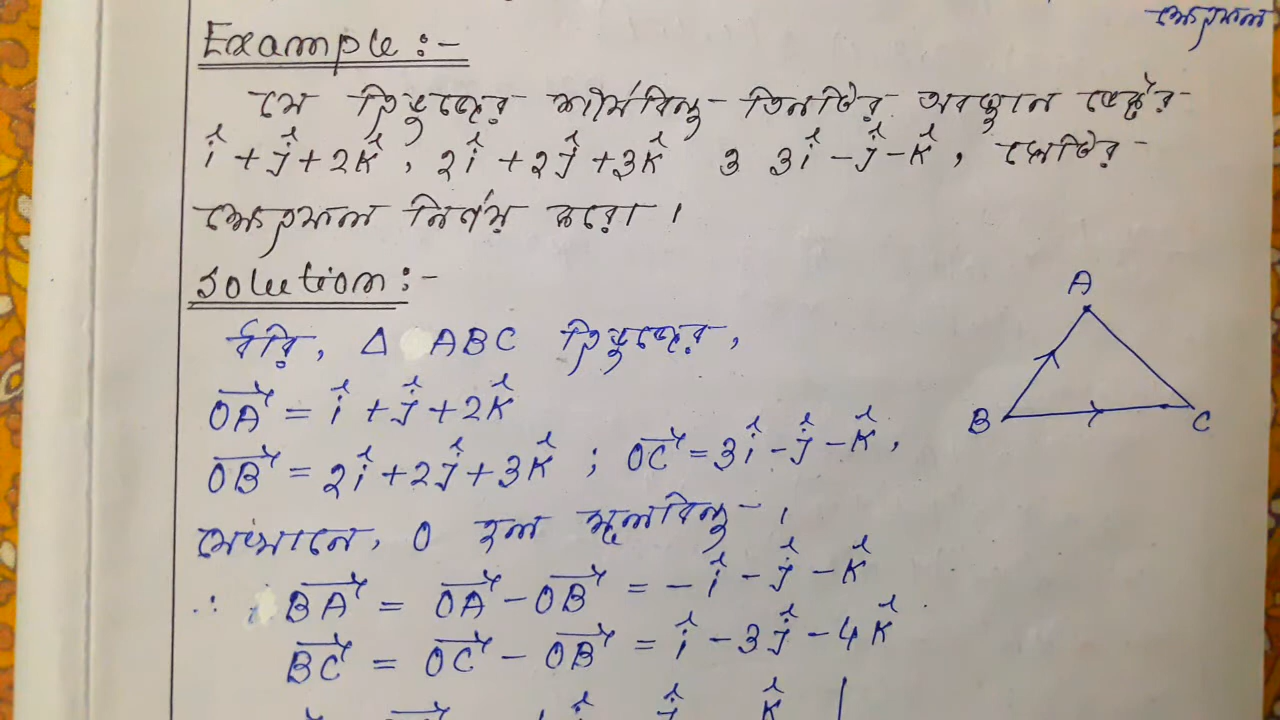 ক্ষেত্রফল
Example:-
যে ত্রিভুজের শীর্ষবিন্দু তিনটির অবস্থান ভেক্টর
î + ĵ + 2k̂, 2î + 2ĵ + 3k̂ ও 3î - ĵ - k̂, সেটির
ক্ষেত্রফল নির্ণয় করো।
Solution:-
ধরি, Δ ABC ত্রিভুজের,
A
B
C
OA⃗ = î + ĵ + 2k̂
OB⃗ = 2î + 2ĵ + 3k̂ ; OC⃗ = 3î - ĵ - k̂,
যেখানে, O হল মূলবিন্দু।
∴ BA⃗ = OA⃗ - OB⃗ = -î - ĵ - k̂
BC⃗ = OC⃗ - OB⃗ = î - 3ĵ - 4k̂
î ĵ k̂